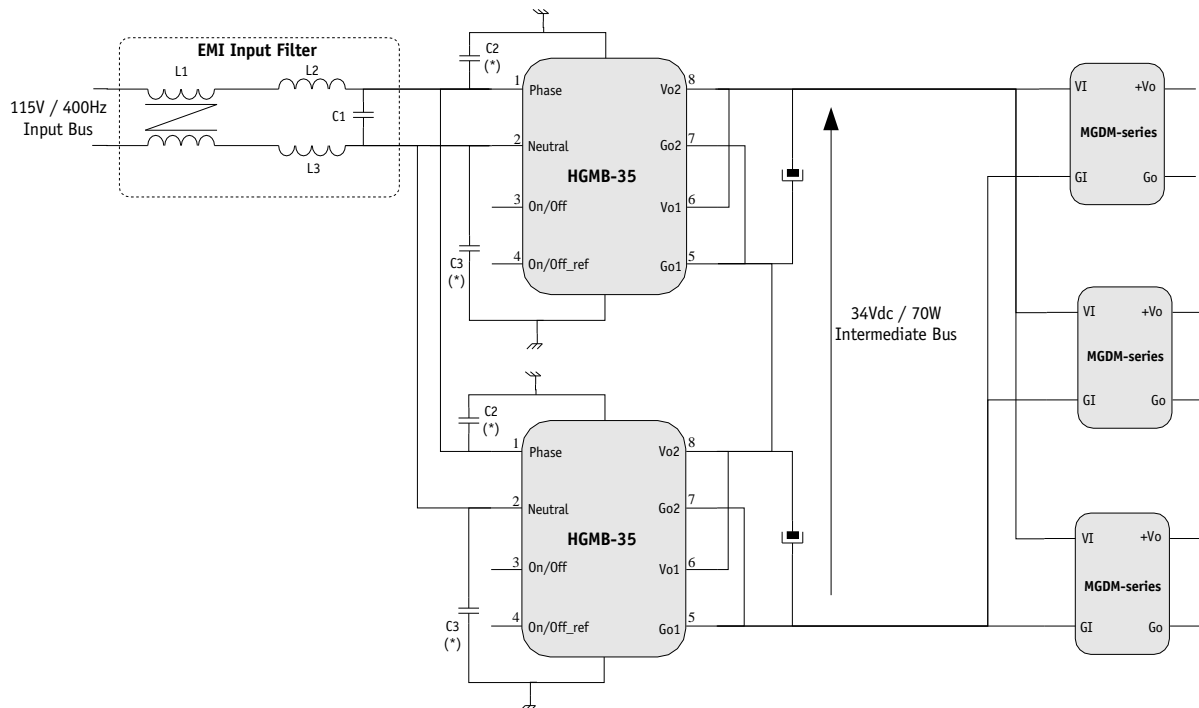 EMI Input Filter
L1
L2
L3
C1
115V / 400Hz
Input Bus
C2
(*)
C3
(*)
1
Phase
2
Neutral
3
On/Off
4
On/Off_ref
HGMB-35
Vo2
8
Go2
7
Vo1
6
Go1
5
34Vdc / 70W
Intermediate Bus
C2
(*)
C3
(*)
1
Phase
2
Neutral
3
On/Off
4
On/Off_ref
HGMB-35
Vo2
8
Go2
7
Vo1
6
Go1
5
VI
+Vo
MGDM-series
GI
Go
VI
+Vo
MGDM-series
GI
Go
VI
+Vo
MGDM-series
GI
Go